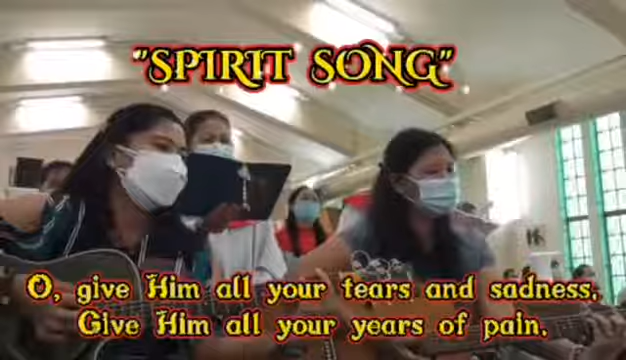 "SPIRIT SONG"
O, give Him all your tears and sadness,
Give Him all your years of pain.